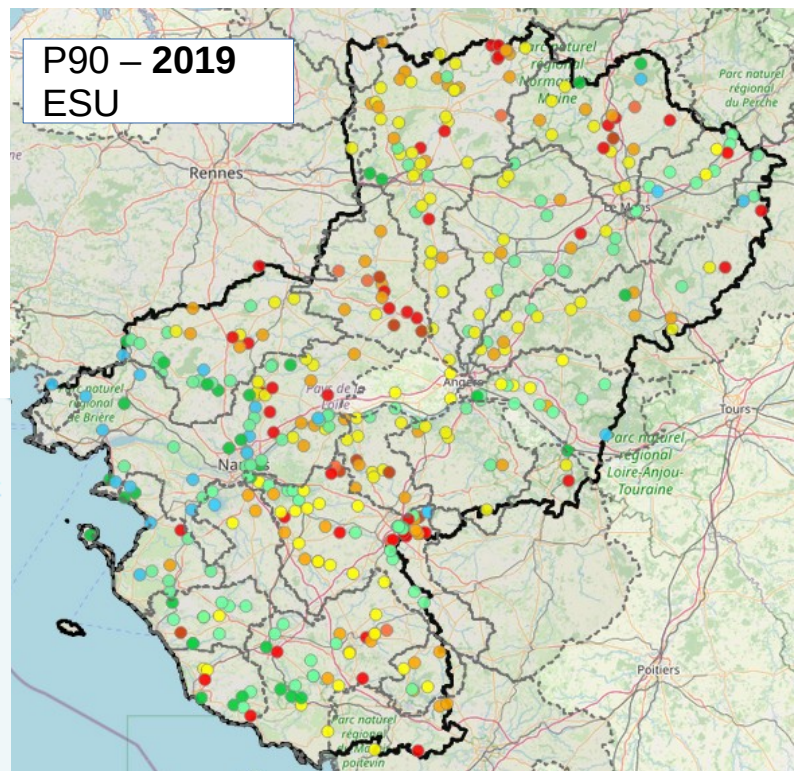 P90 – 2019
ESU
Parc naturel
régional
Normandie
Maine
Parc naturel
régional
du Perche
Rennes
Le Mans
Parc naturel
régional
de Brière
Pays de la
Loire
Angers
Tours
Parc naturel
régional
Loire-Anjou-
Touraine
Nantes
Poitiers
Parc naturel
régional
du Marais
poitevin